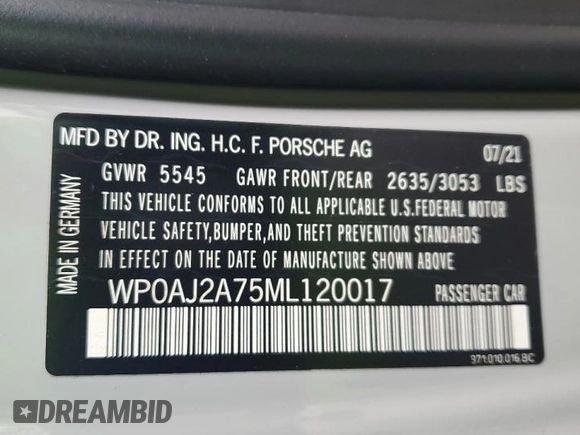 MFD BY DR. ING. H.C. F. PORSCHE AG 07/21
GVWR 5545 GAWR FRONT/REAR 2635/3053 LBS
THIS VEHICLE CONFORMS TO ALL APPLICABLE U.S.FEDERAL MOTOR
VEHICLE SAFETY,BUMPER,AND THEFT PREVENTION STANDARDS
IN EFFECT ON THE DATE OF MANUFACTURE SHOWN ABOVE.
WP0AJ2A75ML120017 PASSENGER CAR
971.010.016.BC
MADE IN GERMANY
DREAMBID